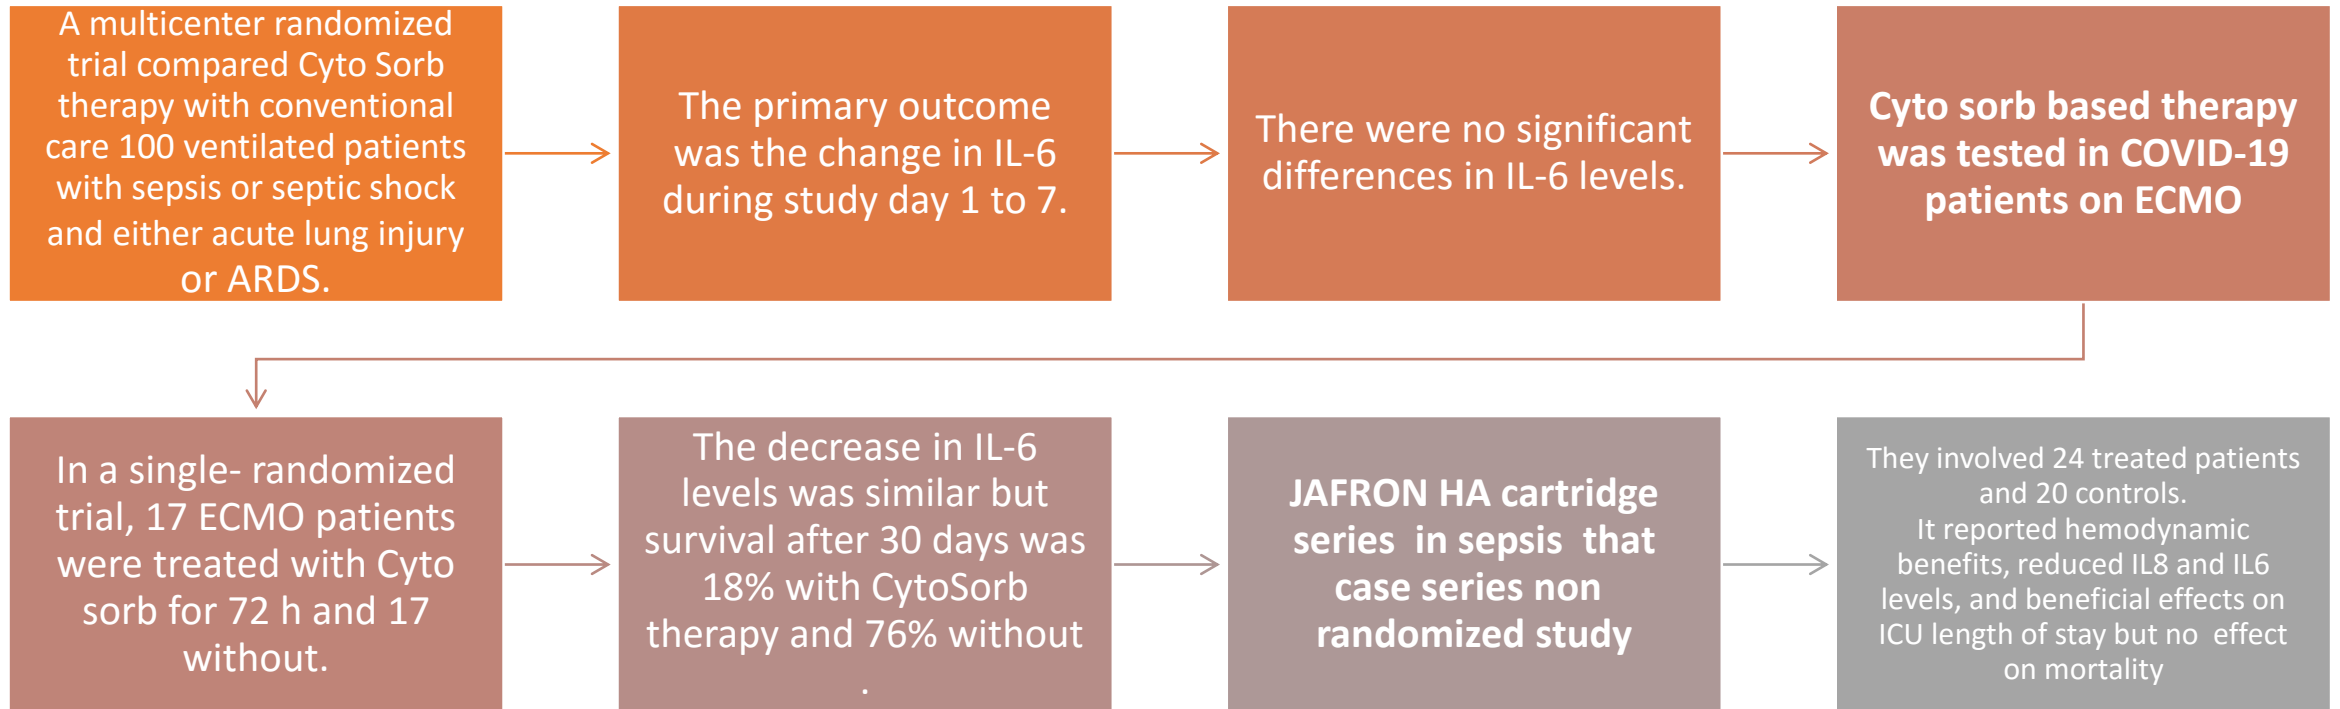 A multicenter randomized
trial compared Cyto Sorb
therapy with conventional
care 100 ventilated patients
with sepsis or septic shock
and either acute lung injury
or ARDS.
The primary outcome
was the change in IL-6
during study day 1 to 7.
There were no significant
differences in IL-6 levels.
Cyto sorb based therapy
was tested in COVID-19
patients on ECMO
In a single- randomized
trial, 17 ECMO patients
were treated with Cyto
sorb for 72 h and 17
without.
The decrease in IL-6
levels was similar but
survival after 30 days was
18% with CytoSorb
therapy and 76% without
.
JAFRON HA cartridge
series in sepsis that
case series non
randomized study
They involved 24 treated patients
and 20 controls.
It reported hemodynamic
benefits, reduced IL8 and IL6
levels, and beneficial effects on
ICU length of stay but no effect
on mortality